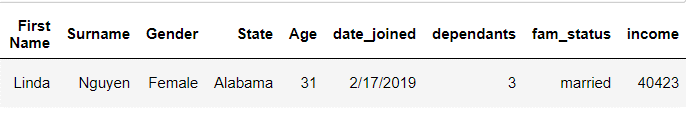 First Name Surname Gender State Age date_joined dependants fam_status income
Linda Nguyen Female Alabama 31 2/17/2019 3 married 40423